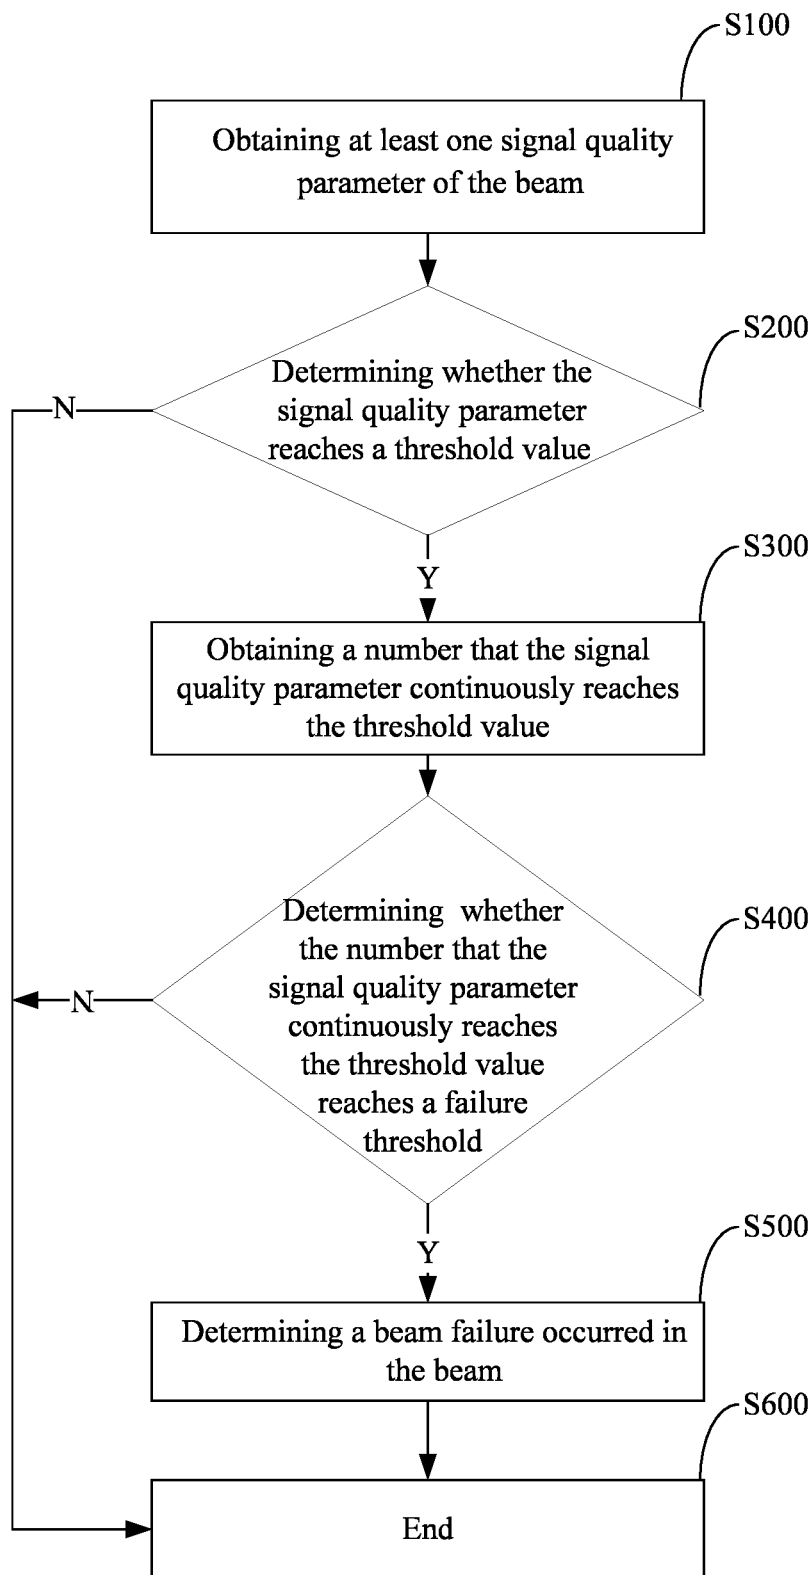 S100
Obtaining at least one signal quality
parameter of the beam
S200
Determining whether the
signal quality parameter
reaches a threshold value
N
Y
S300
Obtaining a number that the signal
quality parameter continuously reaches
the threshold value
S400
Determining whether
the number that the
signal quality parameter
continuously reaches
the threshold value
reaches a failure
threshold
N
Y
S500
Determining a beam failure occurred in
the beam
S600
End